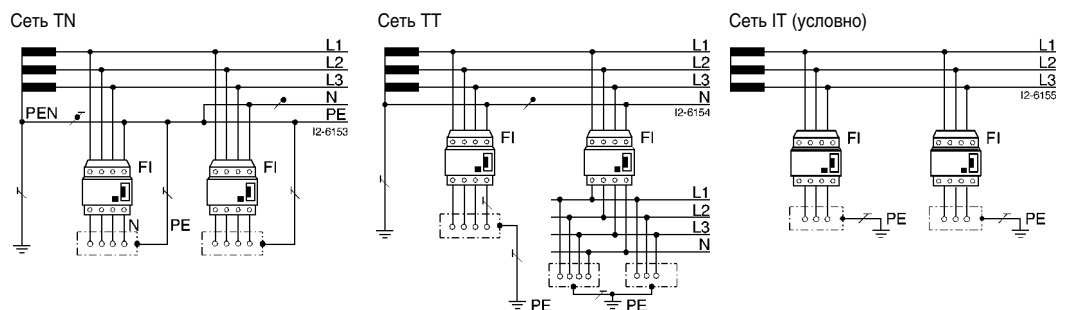 Сеть TN
L1
L2
L3
N
PEN
PE
I2-6153
FI
FI
N
PE
Сеть TT
L1
L2
L3
N
I2-6154
FI
FI
L1
L2
L3
N
PE
PE
Сеть IT (условно)
L1
L2
L3
I2-6155
FI
FI
PE
PE